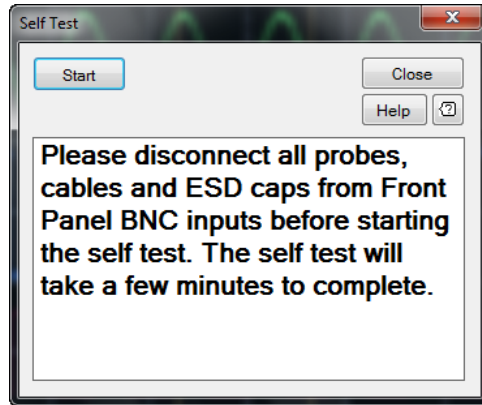 Self Test
Start
Close
Help
Please disconnect all probes,
cables and ESD caps from Front
Panel BNC inputs before starting
the self test. The self test will
take a few minutes to complete.